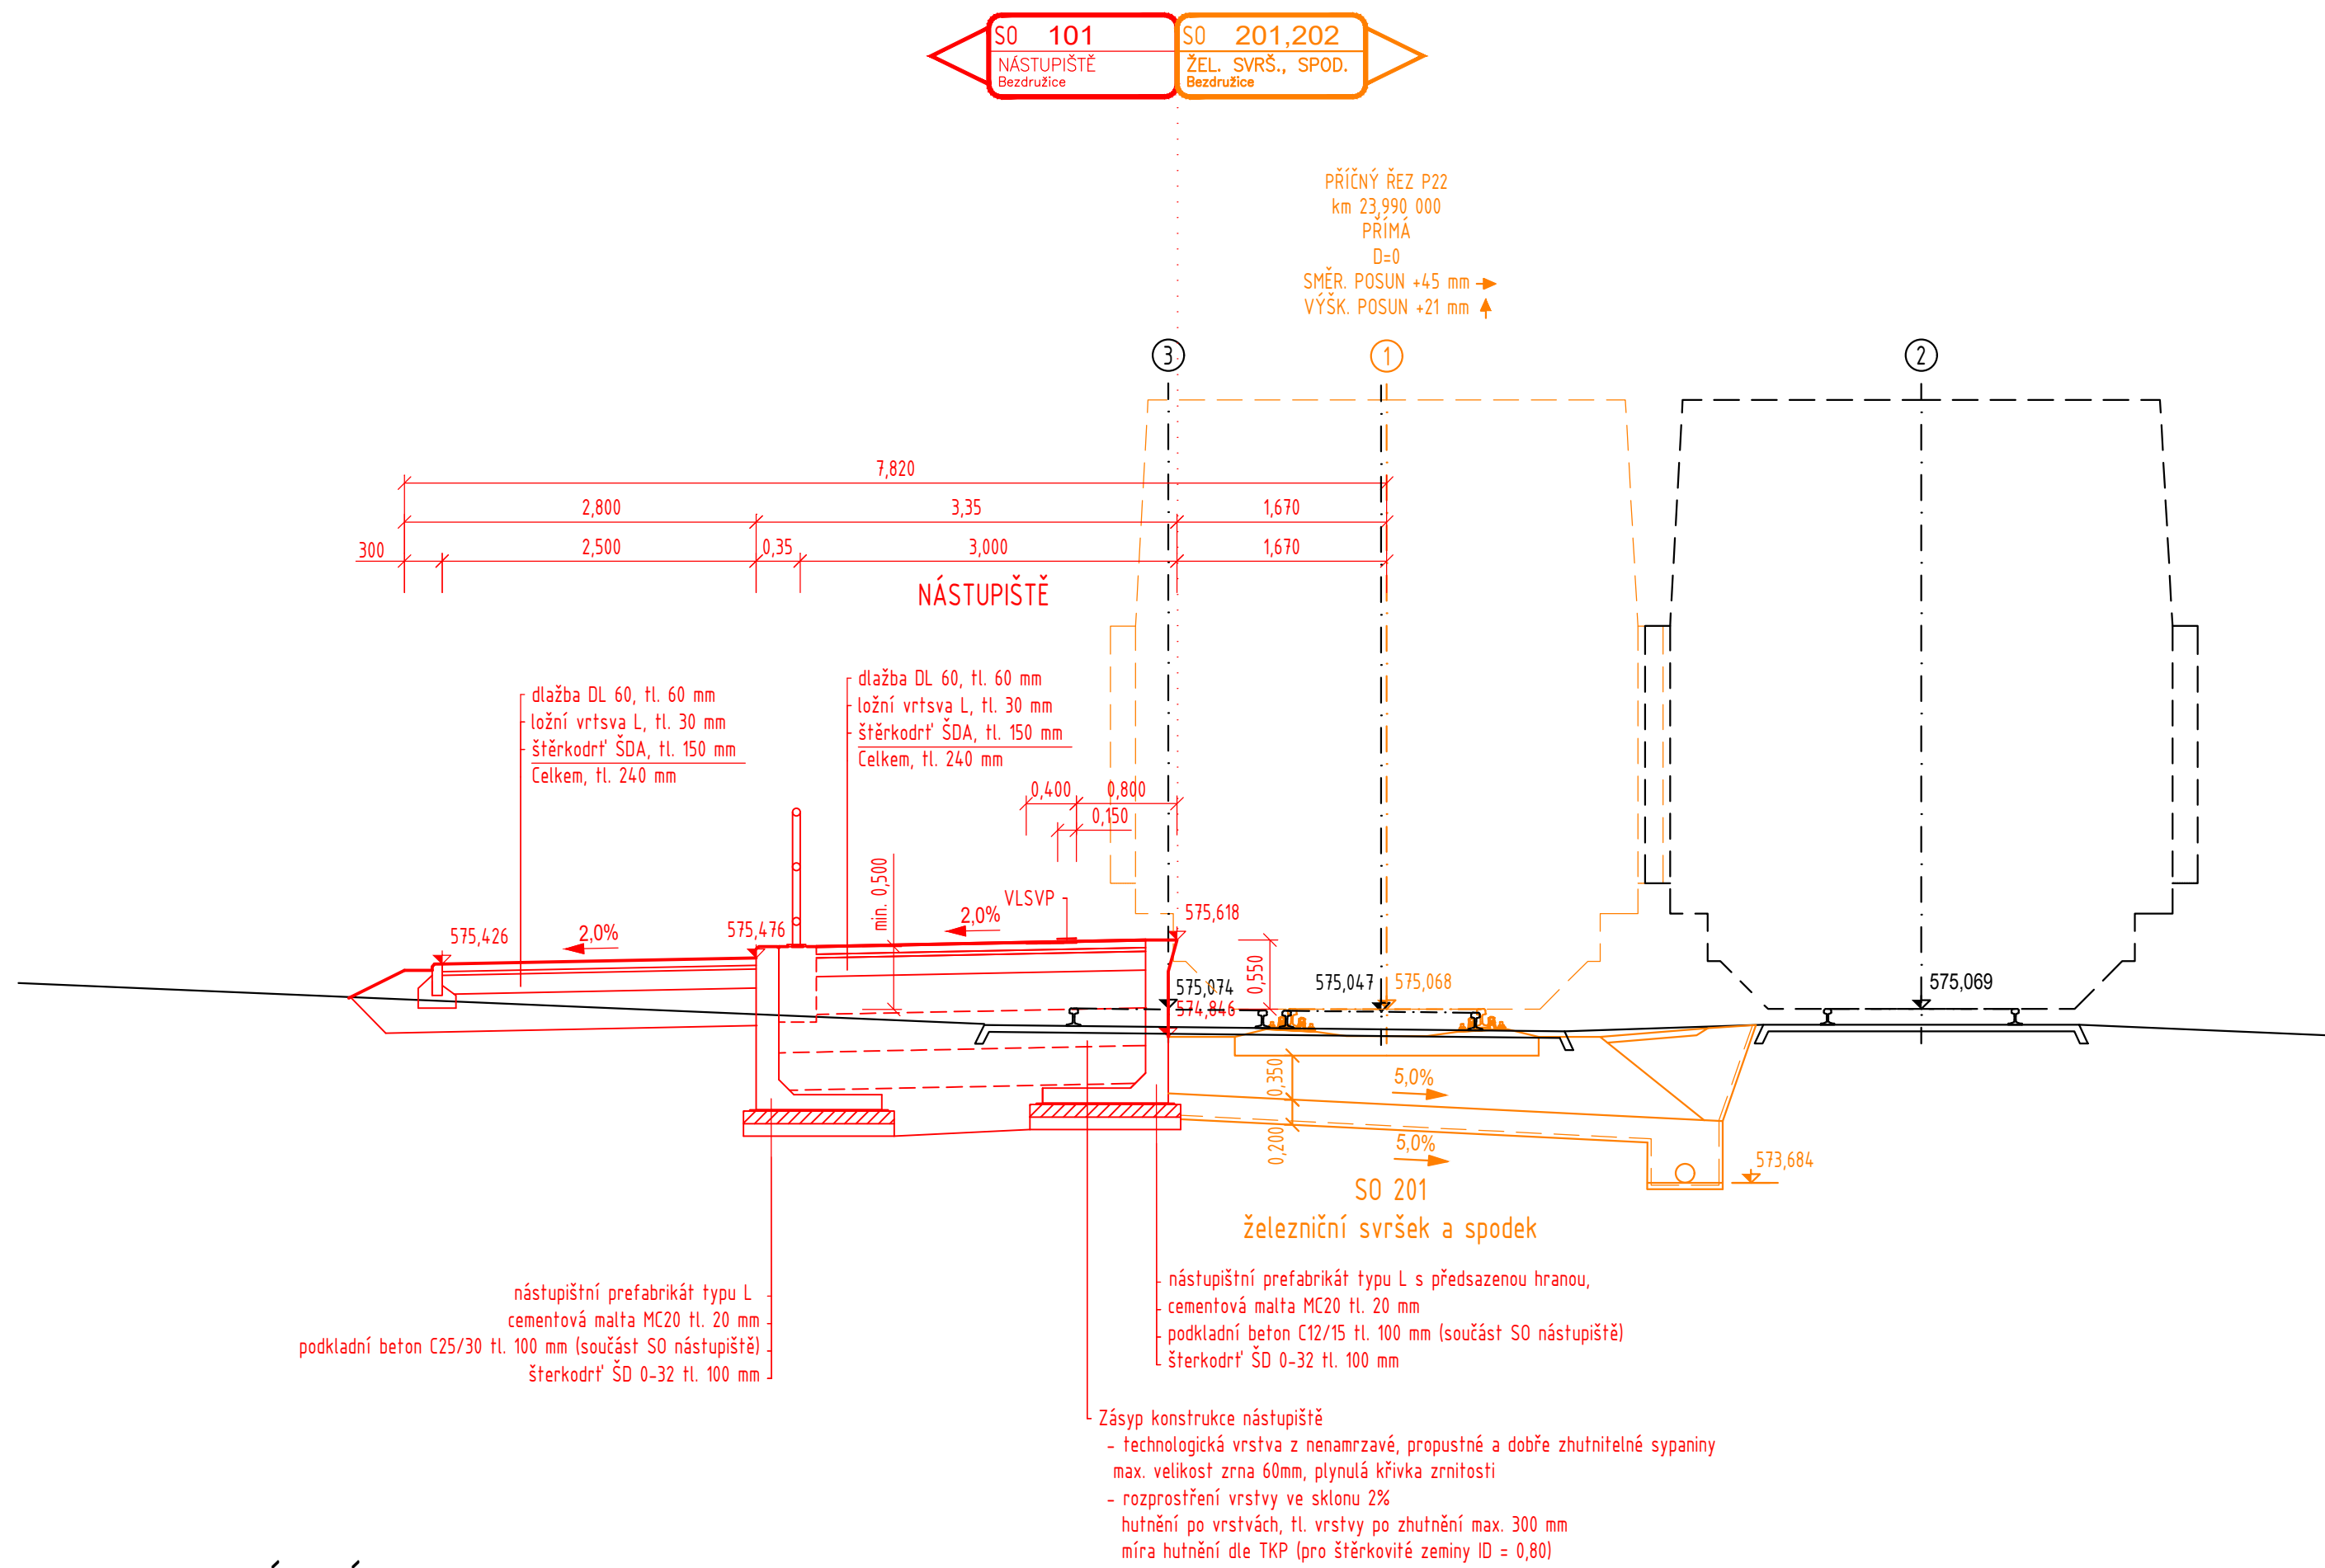 SO 101
NÁSTUPIŠTĚ
Bezdružice
SO 201,202
ŽEL. SVRŠ., SPOD.
Bezdružice
PŘÍČNÝ ŘEZ P22
km 23,990 000
PŘÍMÁ
D=0
SMĚR. POSUN +45 mm
VÝŠK. POSUN +21 mm
3
1
2
7,820
2,800
3,35
1,670
300
2,500
0,35
3,000
1,670
NÁSTUPIŠTĚ
dlažba DL 60, tl. 60 mm
ložní vrtsva L, tl. 30 mm
štěrkodrť ŠDA, tl. 150 mm
Celkem, tl. 240 mm
dlažba DL 60, tl. 60 mm
ložní vrtsva L, tl. 30 mm
štěrkodrť ŠDA, tl. 150 mm
Celkem, tl. 240 mm
0,400
0,800
0,150
min. 0,500
VLSVP
575,426
2,0%
575,476
2,0%
575,618
0,550
575,074
574,846
575,047
575,068
575,069
0,350
5,0%
0,200
5,0%
573,684
SO 201
železniční svršek a spodek
nástupištní prefabrikát typu L
cementová malta MC20 tl. 20 mm
podkladní beton C25/30 tl. 100 mm (součást SO nástupiště)
šterkodrť ŠD 0-32 tl. 100 mm
nástupištní prefabrikát typu L s předsazenou hranou,
cementová malta MC20 tl. 20 mm
podkladní beton C12/15 tl. 100 mm (součást SO nástupiště)
šterkodrť ŠD 0-32 tl. 100 mm
Zásyp konstrukce nástupiště
- technologická vrstva z nenamrzavé, propustné a dobře zhutnitelné sypaniny
max. velikost zrna 60mm, plynulá křivka zrnitosti
- rozprostření vrstvy ve sklonu 2%
hutnění po vrstvách, tl. vrstvy po zhutnění max. 300 mm
míra hutnění dle TKP (pro štěrkovité zeminy ID = 0,80)